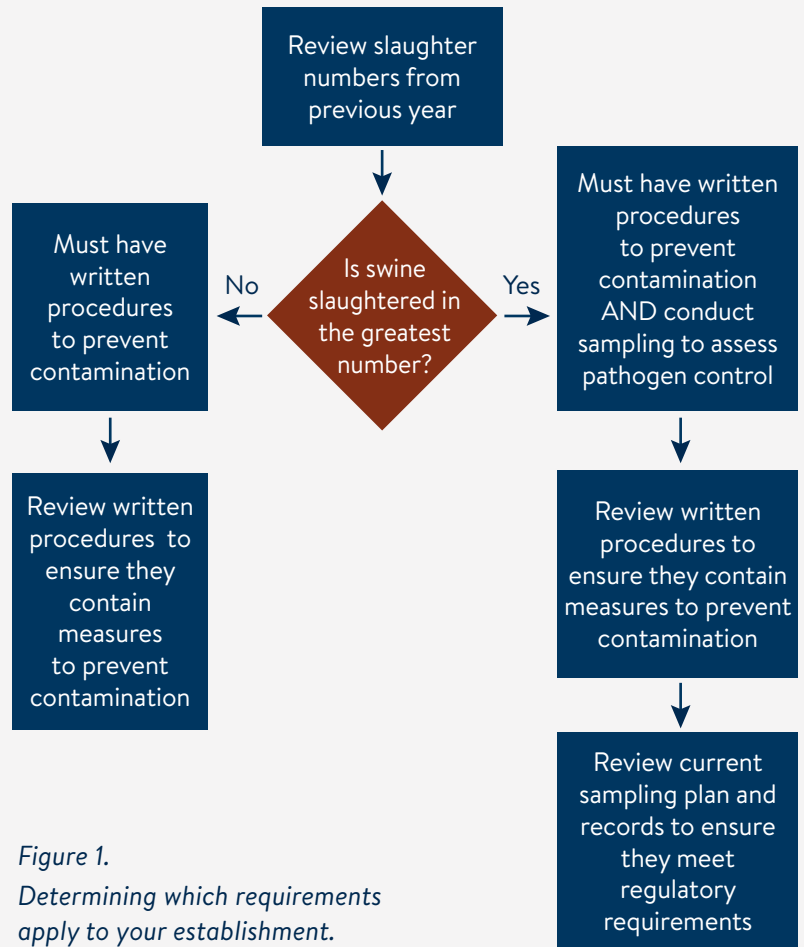 Review slaughter
numbers from
previous year
Is swine
slaughtered in
the greatest
number?
No
Must have
written
procedures
to prevent
contamination
Review written
procedures to
ensure they
contain
measures
to prevent
contamination
Yes
Must have written
procedures
to prevent
contamination
AND conduct
sampling to assess
pathogen control
Review written
procedures to
ensure they contain
measures to prevent
contamination
Review current
sampling plan and
records to ensure
they meet
regulatory
requirements
Figure 1.
Determining which requirements
apply to your establishment.